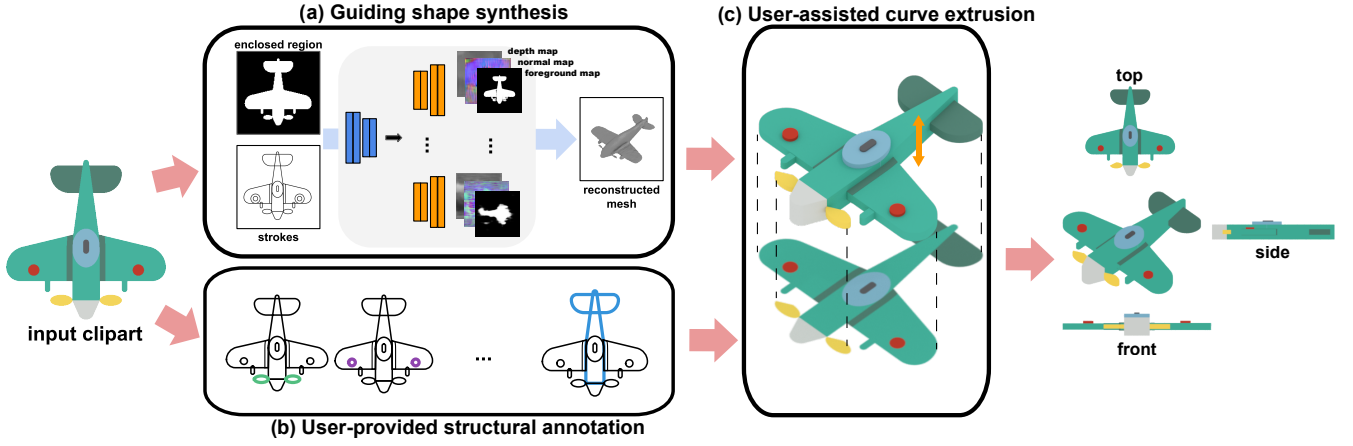 (a) Guiding shape synthesis
(c) User-assisted curve extrusion
enclosed region
depth map
normal map
foreground map
strokes
reconstructed
mesh
input clipart
top
side
front
(b) User-provided structural annotation